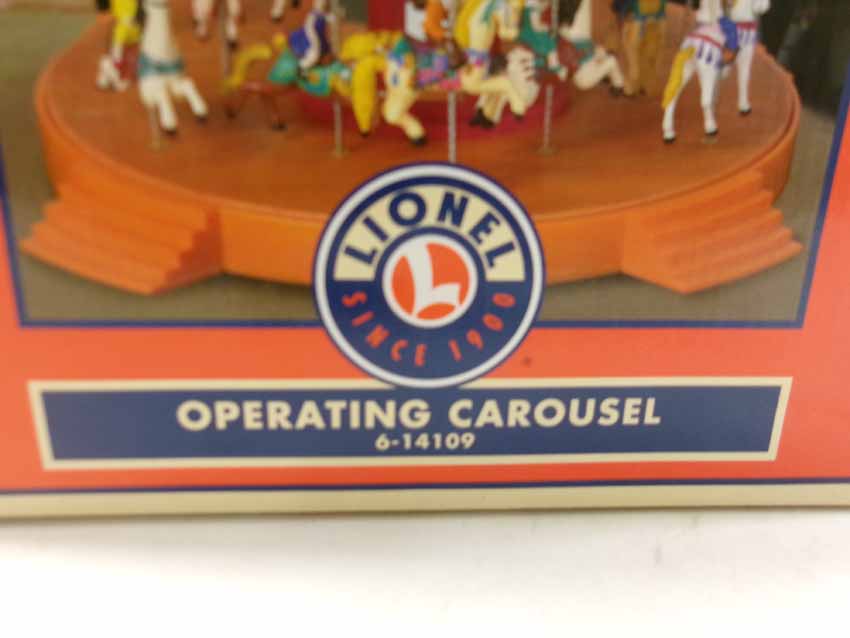 LIONEL
L
SINCE 1900
OPERATING CAROUSEL
6-14109